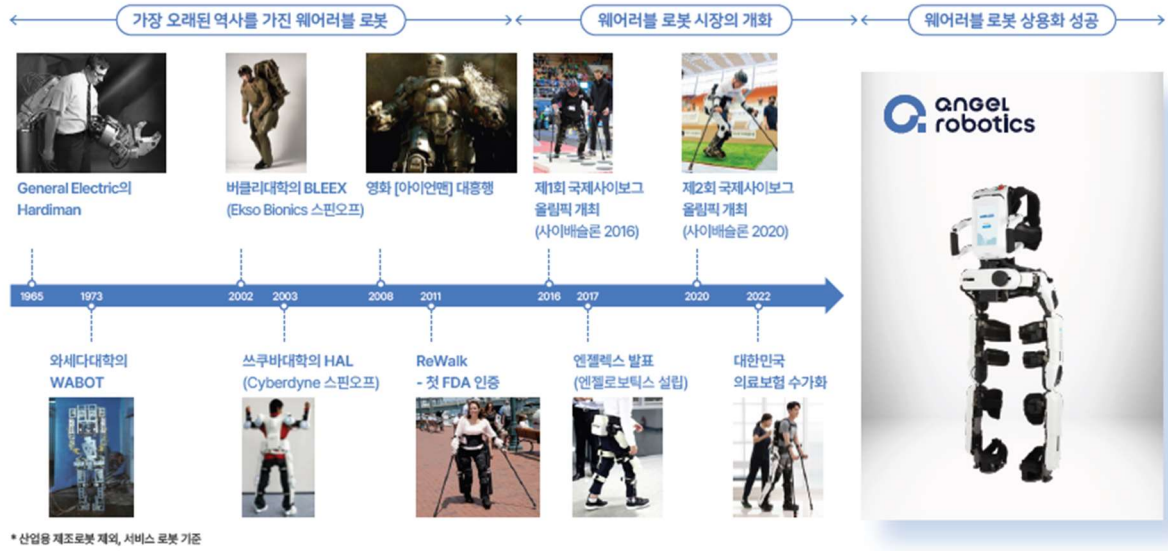 가장 오래된 역사를 가진 웨어러블 로봇
웨어러블 로봇 시장의 개화
웨어러블 로봇 상용화 성공
General Electric의
Hardiman
버클리대학의 BLEEX
(Ekso Bionics 스핀오프)
영화 [아이언맨] 대흥행
제1회 국제사이보그
올림픽 개최
(사이배슬론 2016)
제2회 국제사이보그
올림픽 개최
(사이배슬론 2020)
angel
robotics
1965 1973 2002 2003 2006 2011 2016 2017 2020 2022
와세다대학의
WABOT
쓰쿠바대학의 HAL
(Cyberdyne 스핀오프)
ReWalk
- 첫 FDA 인증
엔젤렉스 발표
(엔젤로보틱스 설립)
대한민국
의료보험 수가화
* 산업용 제조로봇 제외, 서비스 로봇 기준